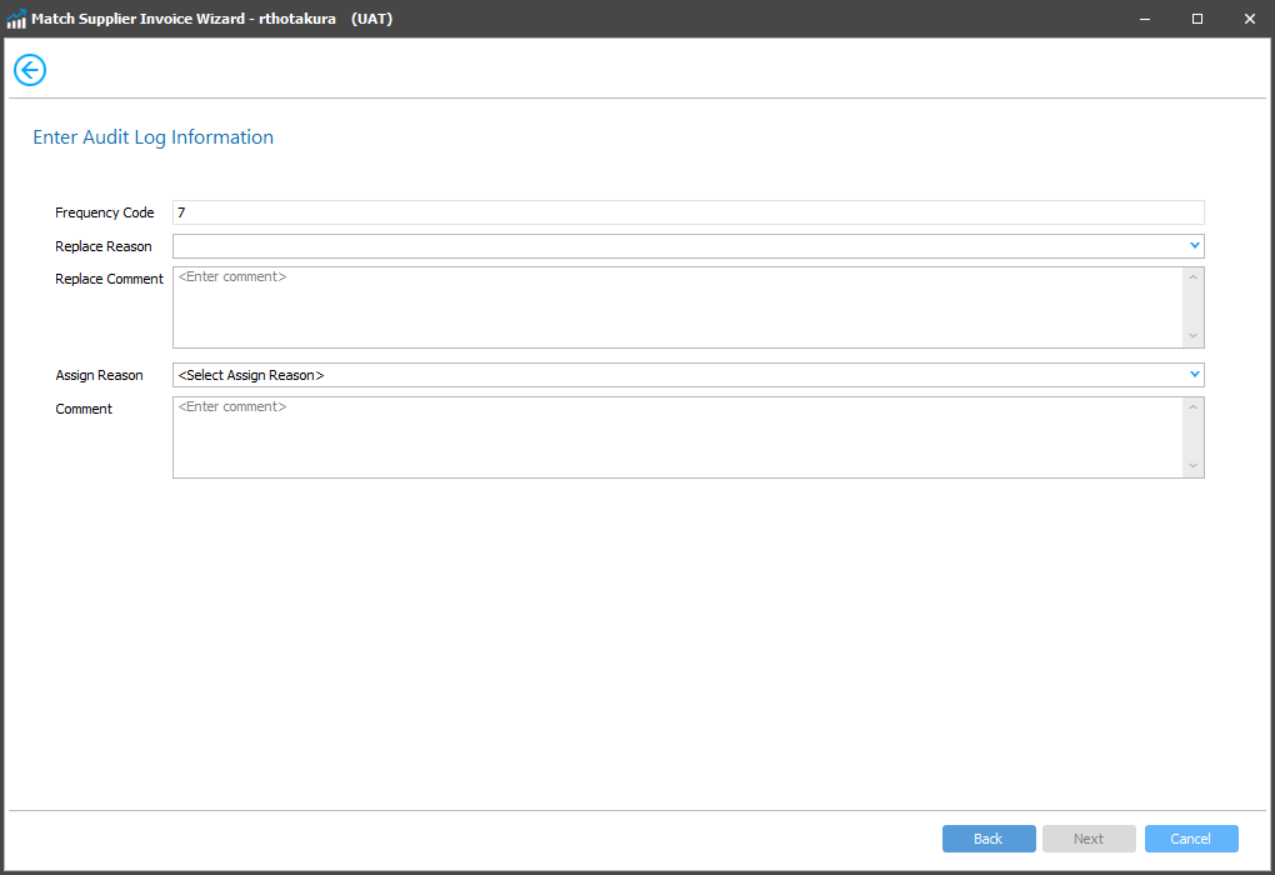 Match Supplier Invoice Wizard - rthotakura (UAT)
Enter Audit Log Information
Frequency Code 7
Replace Reason
Replace Comment <Enter comment>
Assign Reason <Select Assign Reason>
Comment <Enter comment>
Back Next Cancel